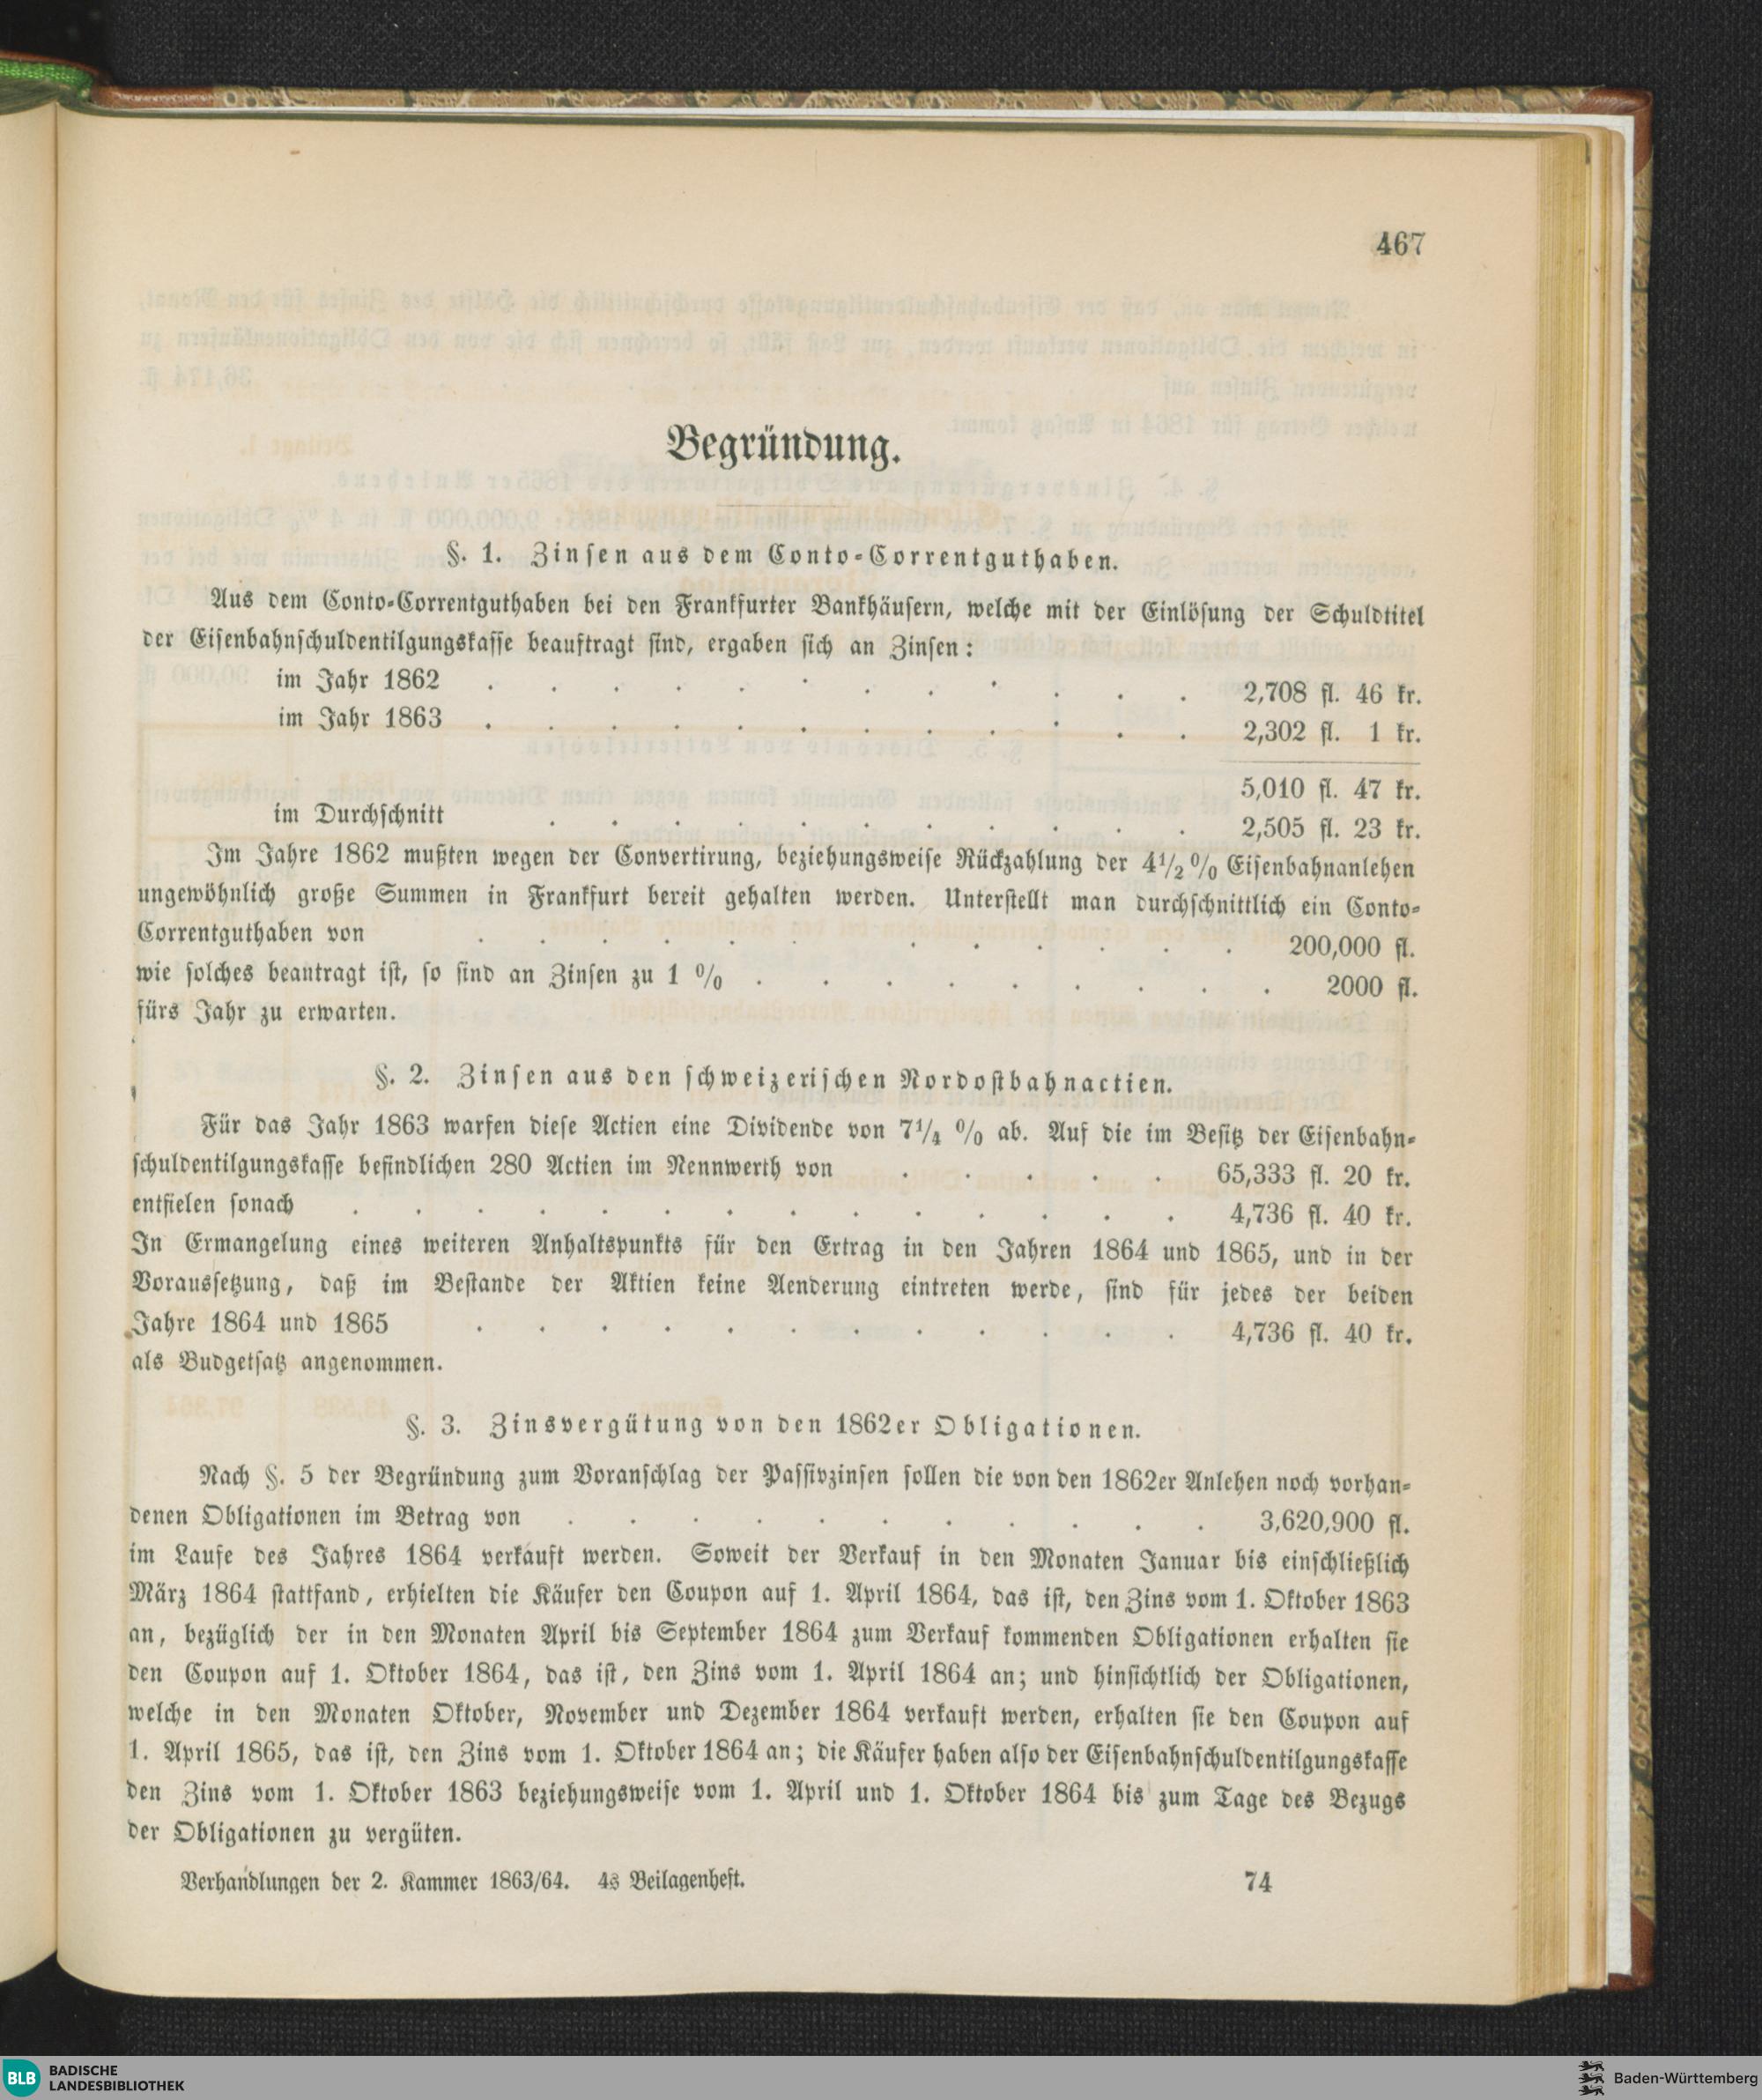 467
Begründung.
§. 1. Zinsen aus dem Conto-Correntguthaben.
Aus dem Conto-Correntguthaben bei den Frankfurter Bankhäusern, welche mit der Einlösung der Schuldtitel
der Eisenbahnschuldentilgungskasse beauftragt sind, ergaben sich an Zinsen:
im Jahr 1862 . . . . . . . . . . . . 2,708 fl. 46 kr.
im Jahr 1863 . . . . . . . . . . . . 2,302 fl. 1 kr.
5,010 fl. 47 kr.
im Durchschnitt . . . . . . . . . . . 2,505 fl. 23 kr.
Im Jahre 1862 mußten wegen der Convertirung, beziehungsweise Rückzahlung der 4½ % Eisenbahnanlehen
ungewöhnlich große Summen in Frankfurt bereit gehalten werden. Unterstellt man durchschnittlich ein Conto-
Correntguthaben von . . . . . . . . . . . . 200,000 fl.
wie solches beantragt ist, so sind an Zinsen zu 1 % . . . . . . . . . 2000 fl.
fürs Jahr zu erwarten.
§. 2. Zinsen aus den schweizerischen Nordostbahnactien.
Für das Jahr 1863 warfen diese Actien eine Dividende von 7¼ % ab. Auf die im Besitz der Eisenbahn-
schuldentilgungskasse befindlichen 280 Actien im Nennwerth von . . . . . 65,333 fl. 20 kr.
entfielen sonach . . . . . . . . . . . . . . 4,736 fl. 40 kr.
In Ermangelung eines weiteren Anhaltspunkts für den Ertrag in den Jahren 1864 und 1865, und in der
Voraussetzung, daß im Bestande der Aktien keine Aenderung eintreten werde, sind für jedes der beiden
Jahre 1864 und 1865 . . . . . . . . . . . . 4,736 fl. 40 kr.
als Budgetsatz angenommen.
§. 3. Zinsvergütung von den 1862er Obligationen.
Nach §. 5 der Begründung zum Voranschlag der Passivzinsen sollen die von den 1862er Anlehen noch vorhan-
denen Obligationen im Betrag von . . . . . . . . . . . 3,620,900 fl.
im Laufe des Jahres 1864 verkauft werden. Soweit der Verkauf in den Monaten Januar bis einschließlich
März 1864 stattfand, erhielten die Käufer den Coupon auf 1. April 1864, das ist, den Zins vom 1. Oktober 1863
an, bezüglich der in den Monaten April bis September 1864 zum Verkauf kommenden Obligationen erhalten sie
den Coupon auf 1. Oktober 1864, das ist, den Zins vom 1. April 1864 an; und hinsichtlich der Obligationen,
welche in den Monaten Oktober, November und Dezember 1864 verkauft werden, erhalten sie den Coupon auf
1. April 1865, das ist, den Zins vom 1. Oktober 1864 an; die Käufer haben also der Eisenbahnschuldentilgungskasse
den Zins vom 1. Oktober 1863 beziehungsweise vom 1. April und 1. Oktober 1864 bis zum Tage des Bezugs
der Obligationen zu vergüten.
Verhandlungen der 2. Kammer 1863/64. 4s Beilagenheft. 74
BLB BADISCHE
LANDESBIBLIOTHEK
Baden-Württemberg